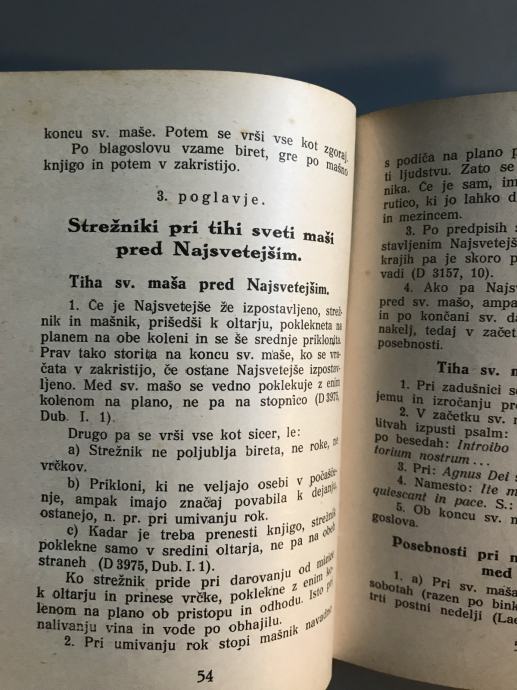 koncu sv. maše. Potem se vrši vse kot zgoraj.
Po blagoslovu vzame biret, gre po mašno
knjigo in potem v zakristijo.
3. poglavje.
Strežniki pri tihi sveti maši
pred Najsvetejšim.
Tiha sv. maša pred Najsvetejšim.
1. Če je Najsvetejše že izpostavljeno, strež-
nik in mašnik, prišedši k oltarju, poklekneta na
planem na obe koleni in se še srednje priklonita.
Prav tako storita na koncu sv. maše, ko se vra-
čata v zakristijo, če ostane Najsvetejše izpostav-
ljeno. Med sv. mašo se vedno poklekuje z enim
kolenom na plano, ne pa na stopnico (D 3975,
Dub. I. 1).
Drugo pa se vrši vse kot sicer, le:
a) Strežnik ne poljublja bireta, ne roke, ne
vrčkov.
b) Prikloni, ki ne veljajo osebi v počašče-
nje, ampak imajo značaj povabila k dejanju,
ostanejo, n. pr. pri umivanju rok.
c) Kadar je treba prenesti knjigo, strežnik
poklekne samo v sredini oltarja, ne pa na obeh
straneh (D 3975, Dub. I. 1).
Ko strežnik pride pri darovanju od mizice
k oltarju in prinese vrčke, poklekne z enim ko-
lenom na plano ob pristopu in odhodu. Isto po
nalivanju vina in vode po obhajilu.
2. Pri umivanju rok stopi mašnik navadno
54
s podiča na plano
ti ljudstvu. Zato se
nika. Če je sam, im
rutico, ki jo lahko d
in mezincem.
3. Po predpisih
stavljenim Najsvetejš
krajih pa je skoro p
vadi (D 3157, 10).
4. Ako pa Najsv
pred sv. mašo, ampa
in po končani sv. da
nakelj, tedaj v začet
posebnosti.
Tiha sv. m
1. Pri zadušnici s
jemu in izročanju pre
2. V začetku sv. m
litvah izpusti psalm:
po besedah: Introibo
torium nostrum ...
3. Pri: Agnus Dei s
4. Namesto: Ite m
quiescant in pace. S.:
5. Ob koncu sv. m
goslova.
Posebnosti pri n
med
1. a) Pri sv. maša
sobotah (razen po bink
trti postni nedelji (Lae